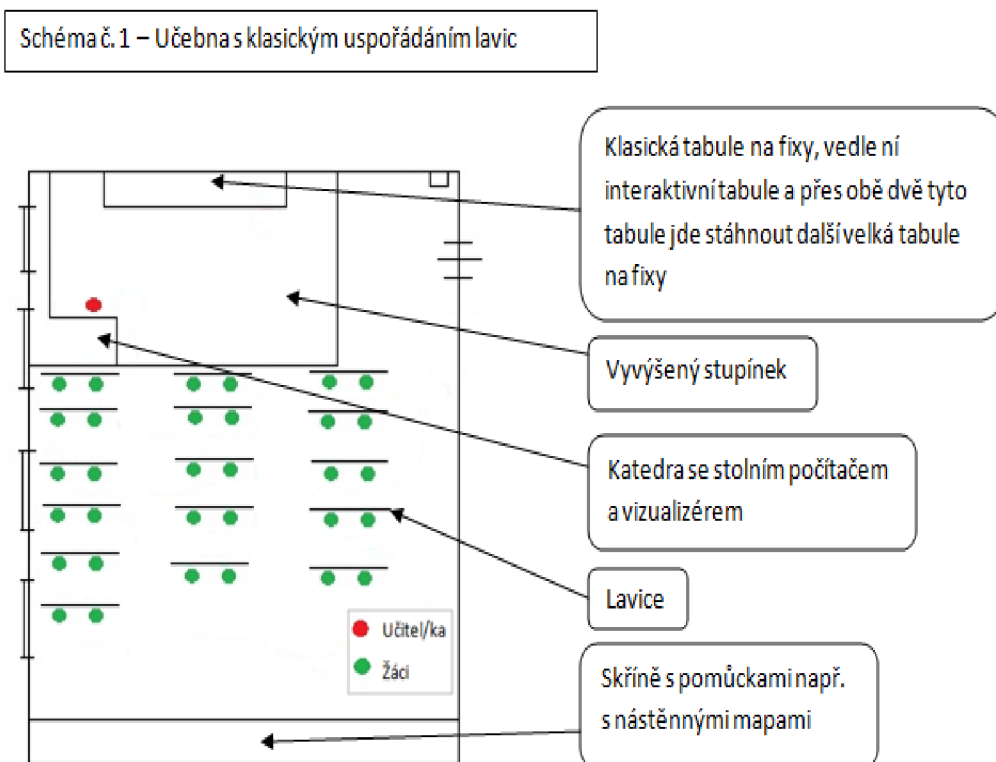 Schéma č. 1 – Učebna s klasickým uspořádáním lavic
Klasická tabule na fixy, vedle ní
interaktivní tabule a přes obě dvě tyto
tabule jde stáhnout další velká tabule
na fixy
Vyvýšený stupínek
Katedra se stolním počítačem
a vizualizérem
Lavice
Učitel/ka
Žáci
Skříně s pomůckami např.
s nástěnnými mapami